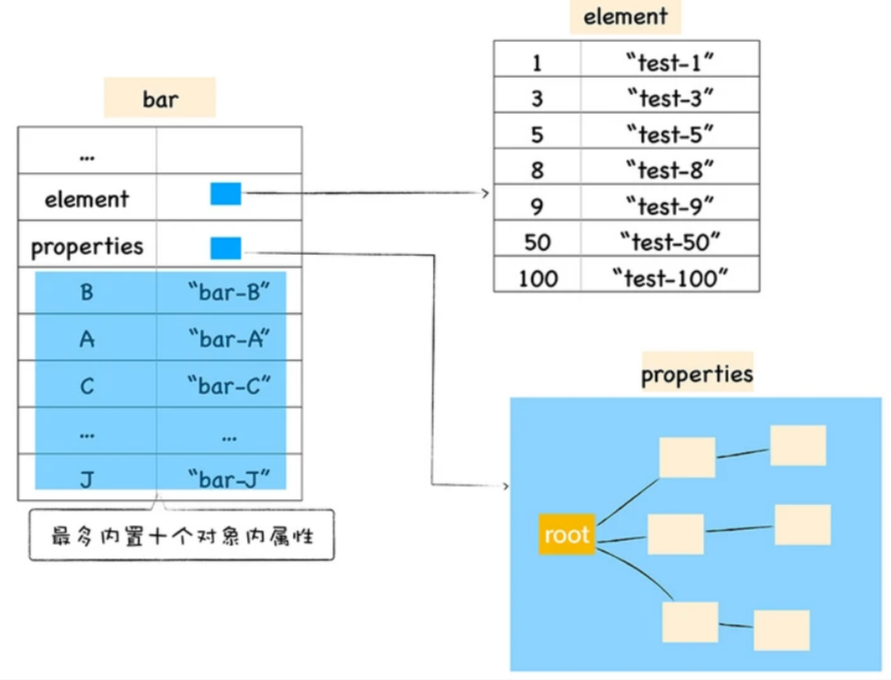 bar
...
element
properties
B "bar-B"
A "bar-A"
C "bar-C"
... ...
J "bar-J"
最多内置十个对象内属性
element
1 "test-1"
3 "test-3"
5 "test-5"
8 "test-8"
9 "test-9"
50 "test-50"
100 "test-100"
properties
root